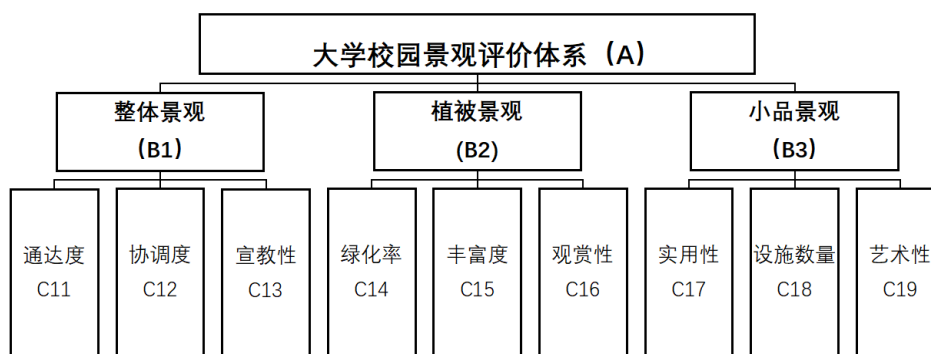 大学校园景观评价体系（A）
整体景观
（B1）
植被景观
（B2）
小品景观
（B3）
通达度
C11
协调度
C12
宣教性
C13
绿化率
C14
丰富度
C15
观赏性
C16
实用性
C17
设施数量
C18
艺术性
C19